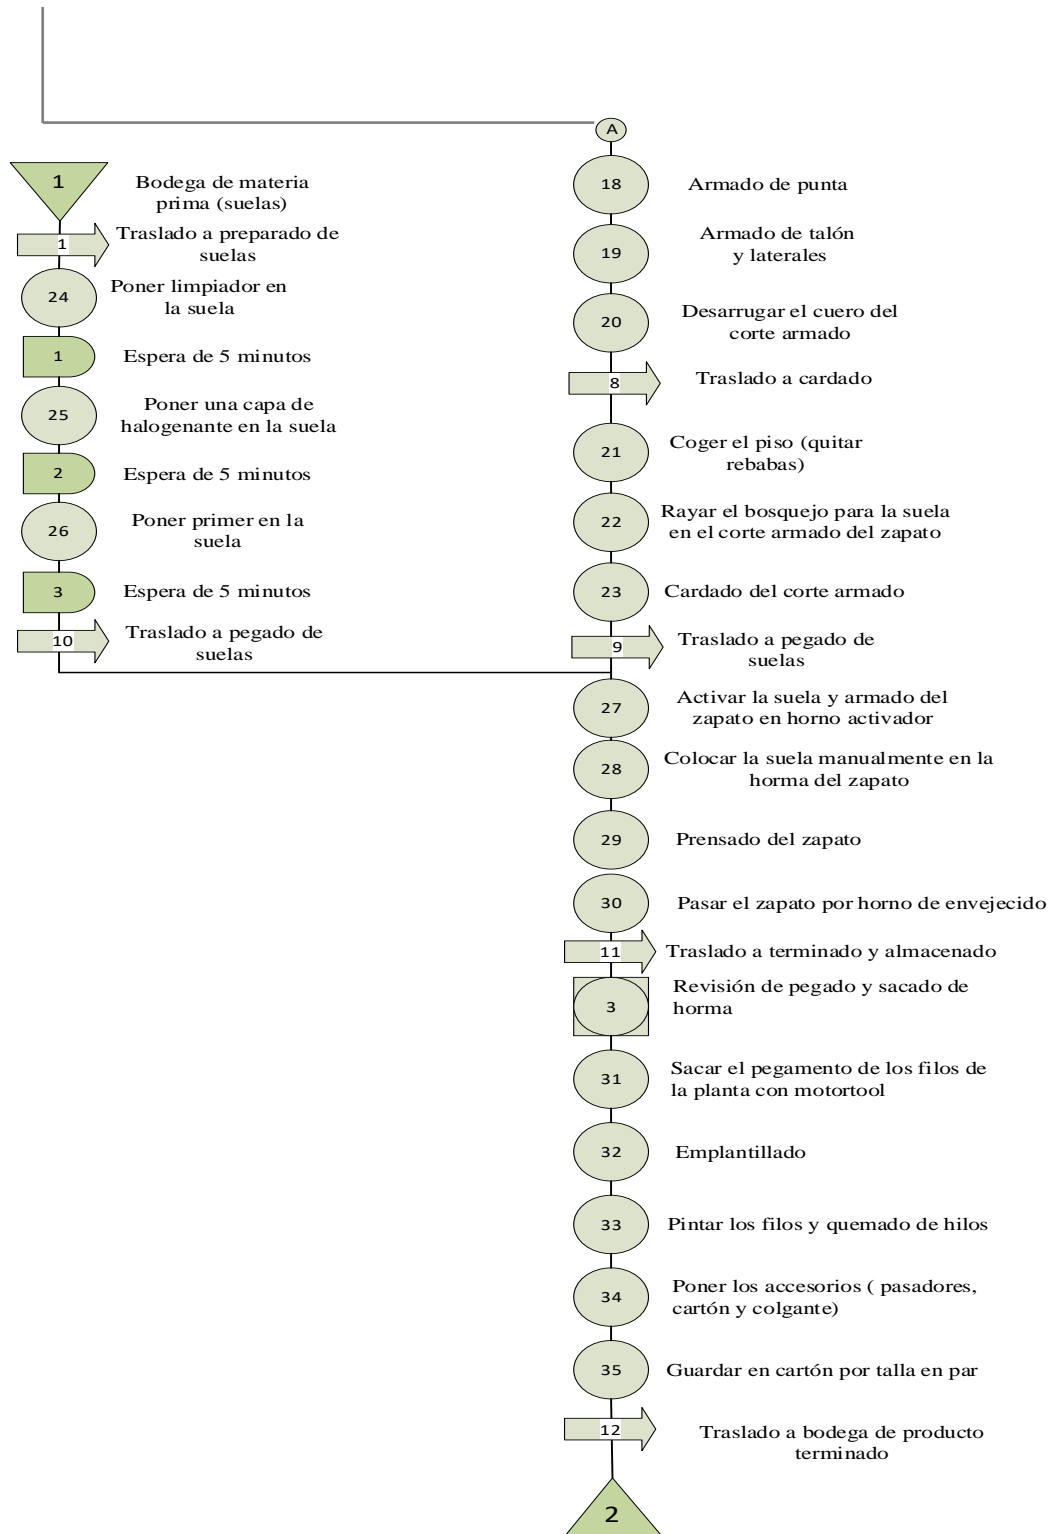 1
Bodega de materia
prima (suelas)
1
Traslado a preparado de
suelas
24
Poner limpiador en
la suela
1
Espera de 5 minutos
25
Poner una capa de
halogenante en la suela
2
Espera de 5 minutos
26
Poner primer en la
suela
3
Espera de 5 minutos
10
Traslado a pegado de
suelas
A
18
Armado de punta
19
Armado de talón
y laterales
20
Desarrugar el cuero del
corte armado
8
Traslado a cardado
21
Coger el piso (quitar
rebabas)
22
Rayar el bosquejo para la suela
en el corte armado del zapato
23
Cardado del corte armado
9
Traslado a pegado de
suelas
27
Activar la suela y armado del
zapato en horno activador
28
Colocar la suela manualmente en la
horma del zapato
29
Prensado del zapato
30
Pasar el zapato por horno de envejecido
11
Traslado a terminado y almacenado
3
Revisión de pegado y sacado de
horma
31
Sacar el pegamento de los filos de
la planta con motortool
32
Emplantillado
33
Pintar los filos y quemado de hilos
34
Poner los accesorios ( pasadores,
cartón y colgante)
35
Guardar en cartón por talla en par
12
Traslado a bodega de producto
terminado
2